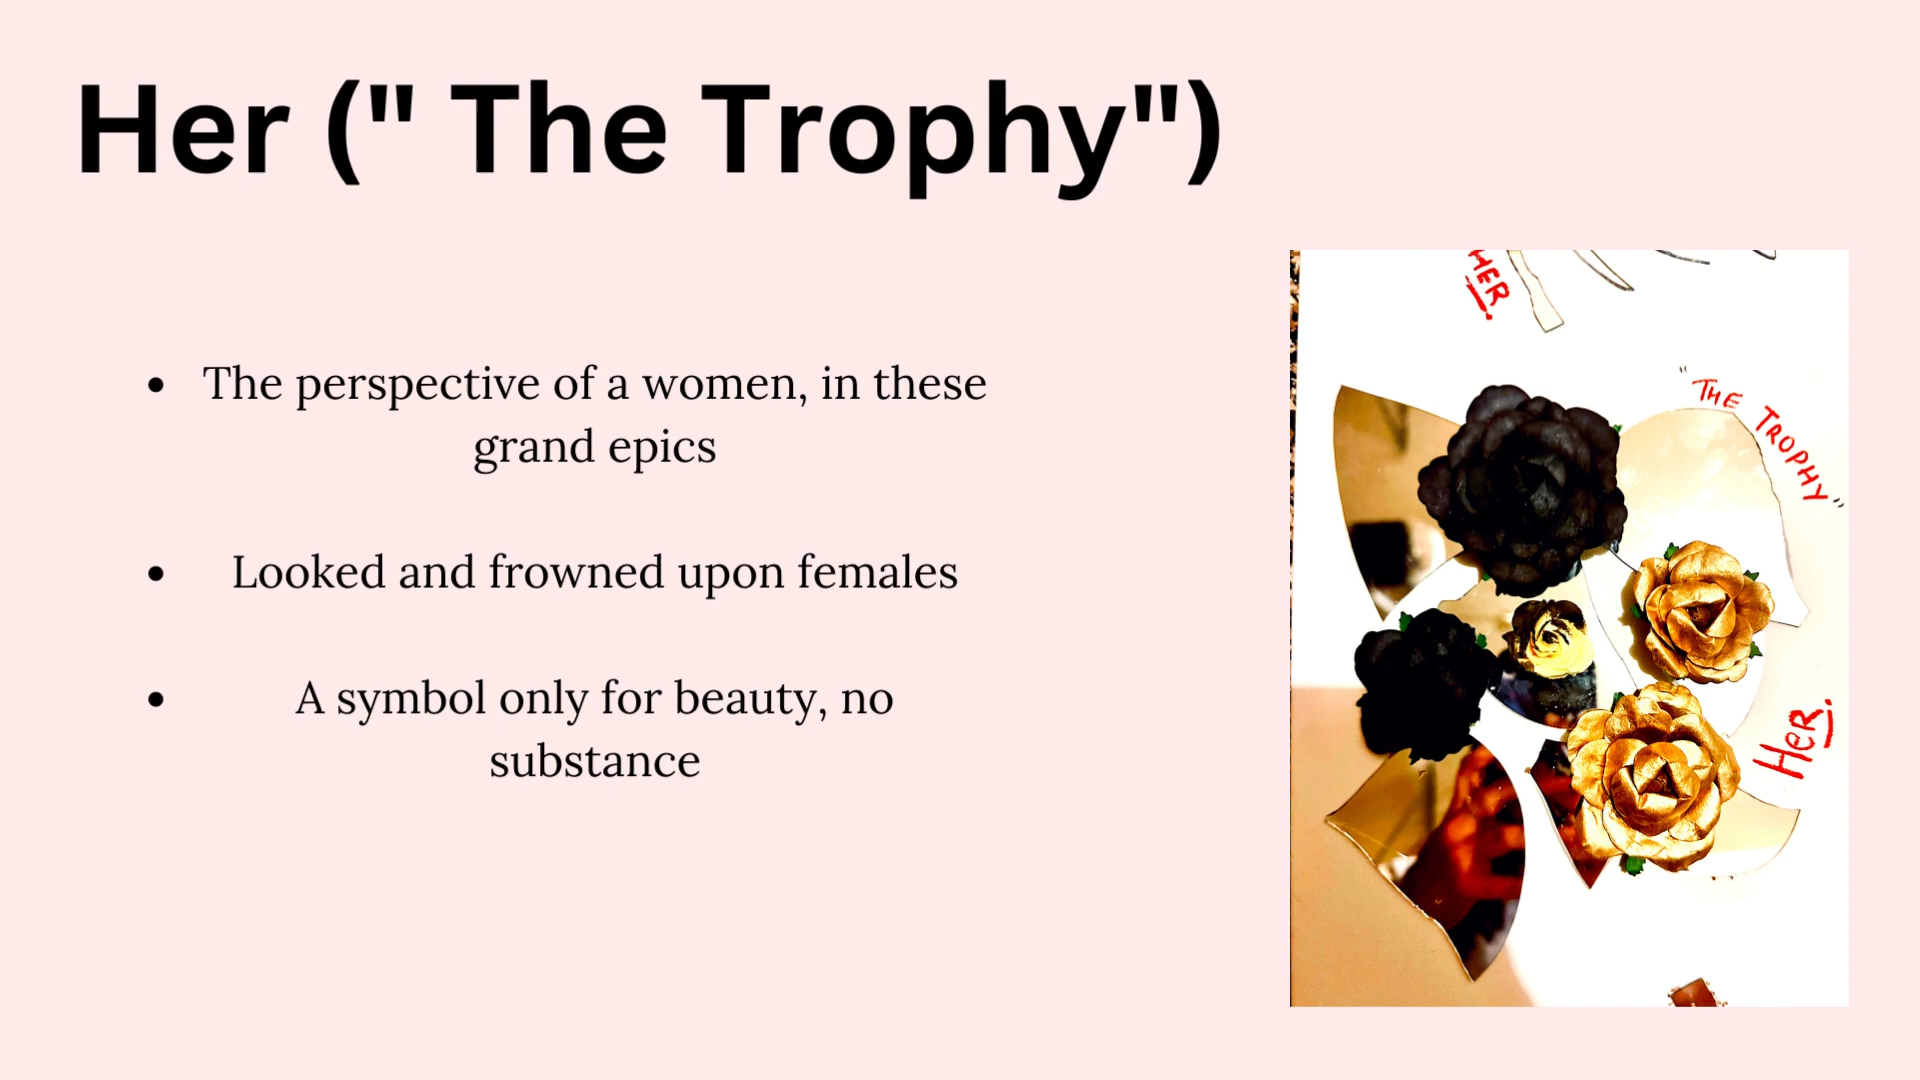 Her (" The Trophy")
• The perspective of a women, in these
grand epics
• Looked and frowned upon females
• A symbol only for beauty, no
substance
HER.
"THE TROPHY"
HeR.